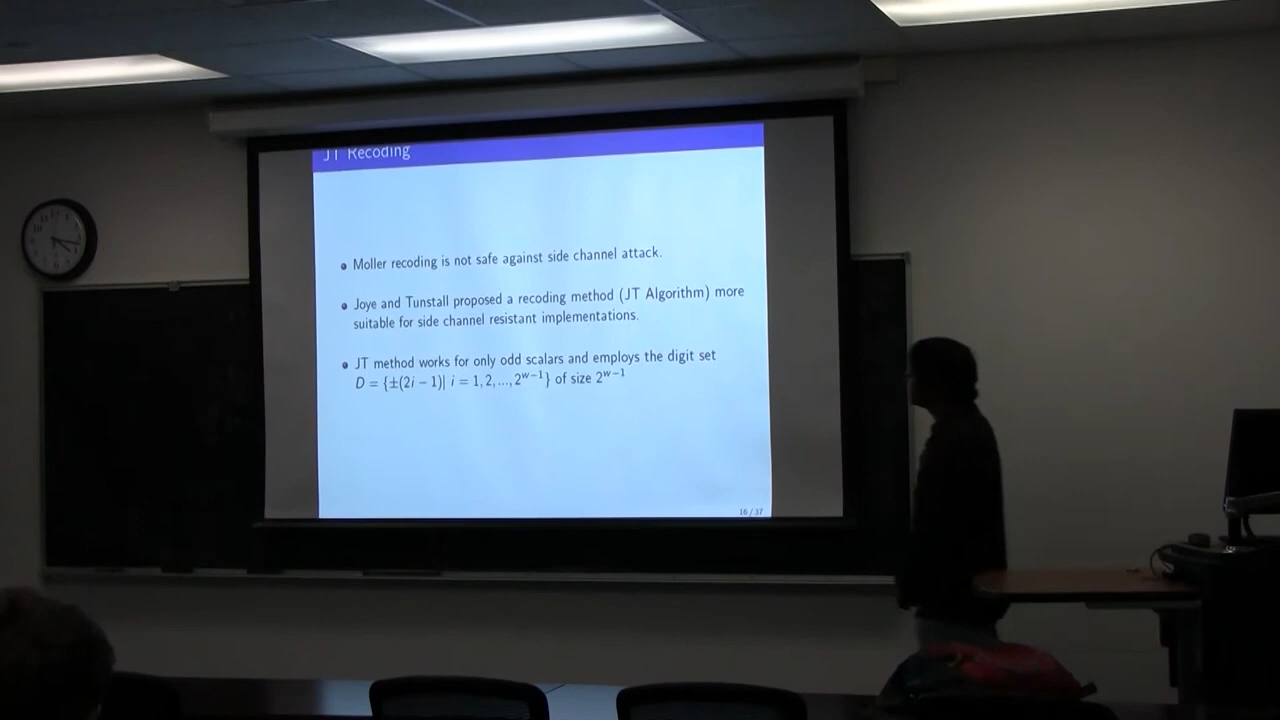 JT Recoding
Moller recoding is not safe against side channel attack.
Joye and Tunstall proposed a recoding method (JT Algorithm) more
suitable for side channel resistant implementations.
JT method works for only odd scalars and employs the digit set
D = {±(2i − 1)| i = 1, 2, ..., 2^{w−1}} of size 2^{w−1}
16 / 37